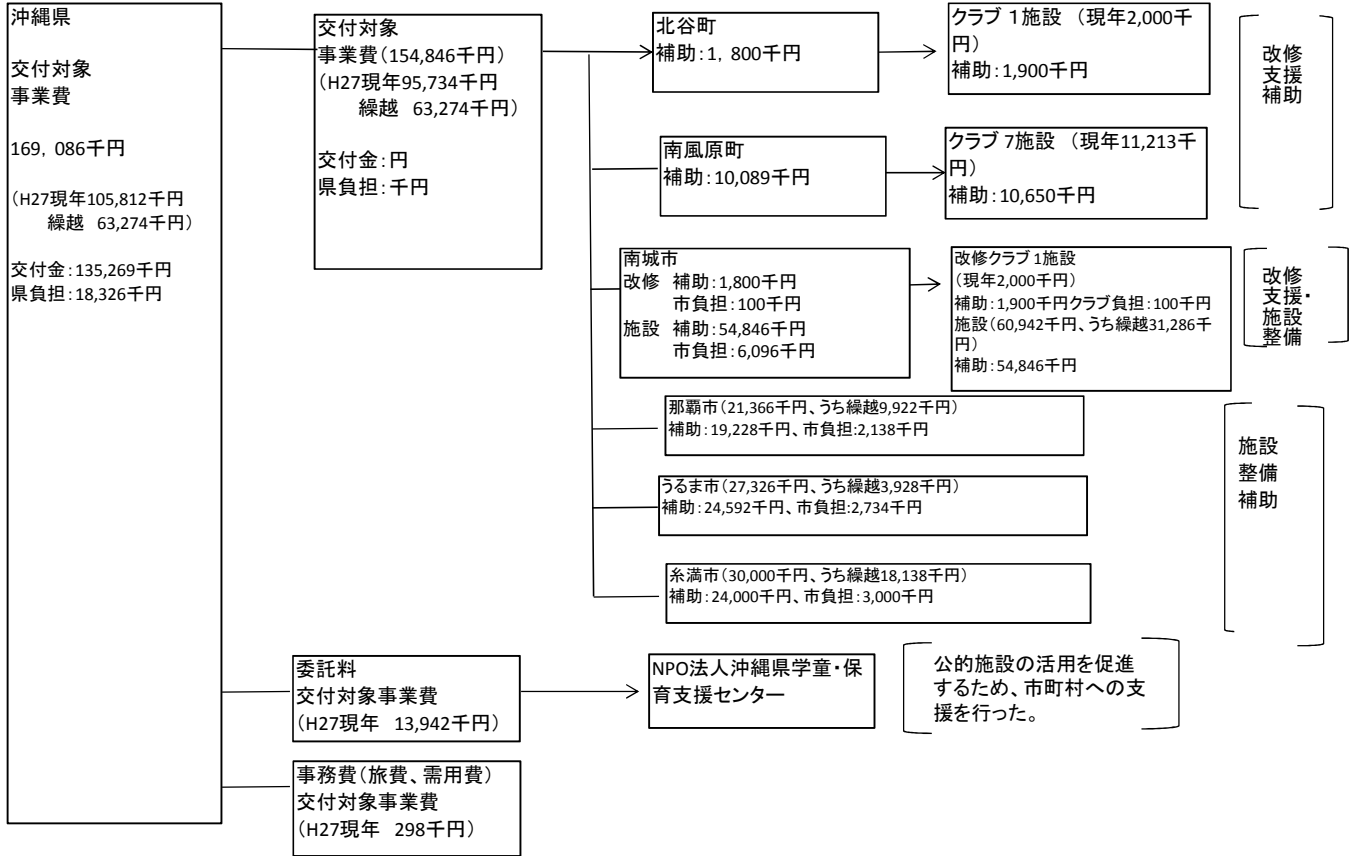 沖縄県
交付対象
事業費
169，086千円
（H27現年105,812千円
繰越　63,274千円）
交付金：135,269千円
県負担：18,326千円
交付対象
事業費（154,846千円）
（H27現年95,734千円
繰越　63,274千円）
交付金：円
県負担：千円
北谷町
補助：1，800千円
クラブ 1施設　（現年2,000千
円）
補助：1,900千円
改修
支援
補助
南風原町
補助：10,089千円
クラブ 7施設　（現年11,213千
円）
補助：10,650千円
南城市
改修　補助：1,800千円
市負担：100千円
施設　補助：54,846千円
市負担：6,096千円
改修クラブ 1施設
（現年2,000千円）
補助：1,900千円クラブ負担：100千円
施設（60,942千円、うち繰越31,286千
円）
補助：54,846千円
改修
支援・
施設
整備
那覇市（21,366千円、うち繰越9,922千円）
補助：19,228千円、市負担：2,138千円
うるま市（27,326千円、うち繰越3,928千円）
補助：24,592千円、市負担：2,734千円
糸満市（30,000千円、うち繰越18,138千円）
補助：24,000千円、市負担：3,000千円
施設
整備
補助
委託料
交付対象事業費
（H27現年　13,942千円）
NPO法人沖縄県学童・保
育支援センター
公的施設の活用を促進
するため、市町村への支
援を行った。
事務費（旅費、需用費）
交付対象事業費
（H27現年　298千円）